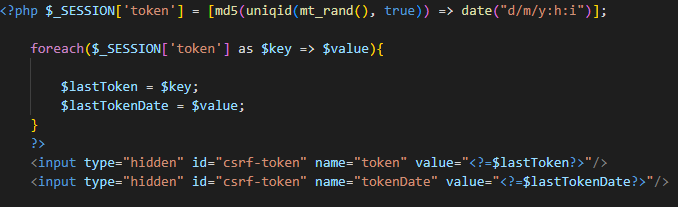 <?php $_SESSION['token'] = [md5(uniqid(mt_rand(), true)) => date("d/m/y:h:i")];
foreach($_SESSION['token'] as $key => $value){
$lastToken = $key;
$lastTokenDate = $value;
}
?>
<input type="hidden" id="csrf-token" name="token" value="<?=$lastToken?>"/>
<input type="hidden" id="csrf-token" name="tokenDate" value="<?=$lastTokenDate?>"/>